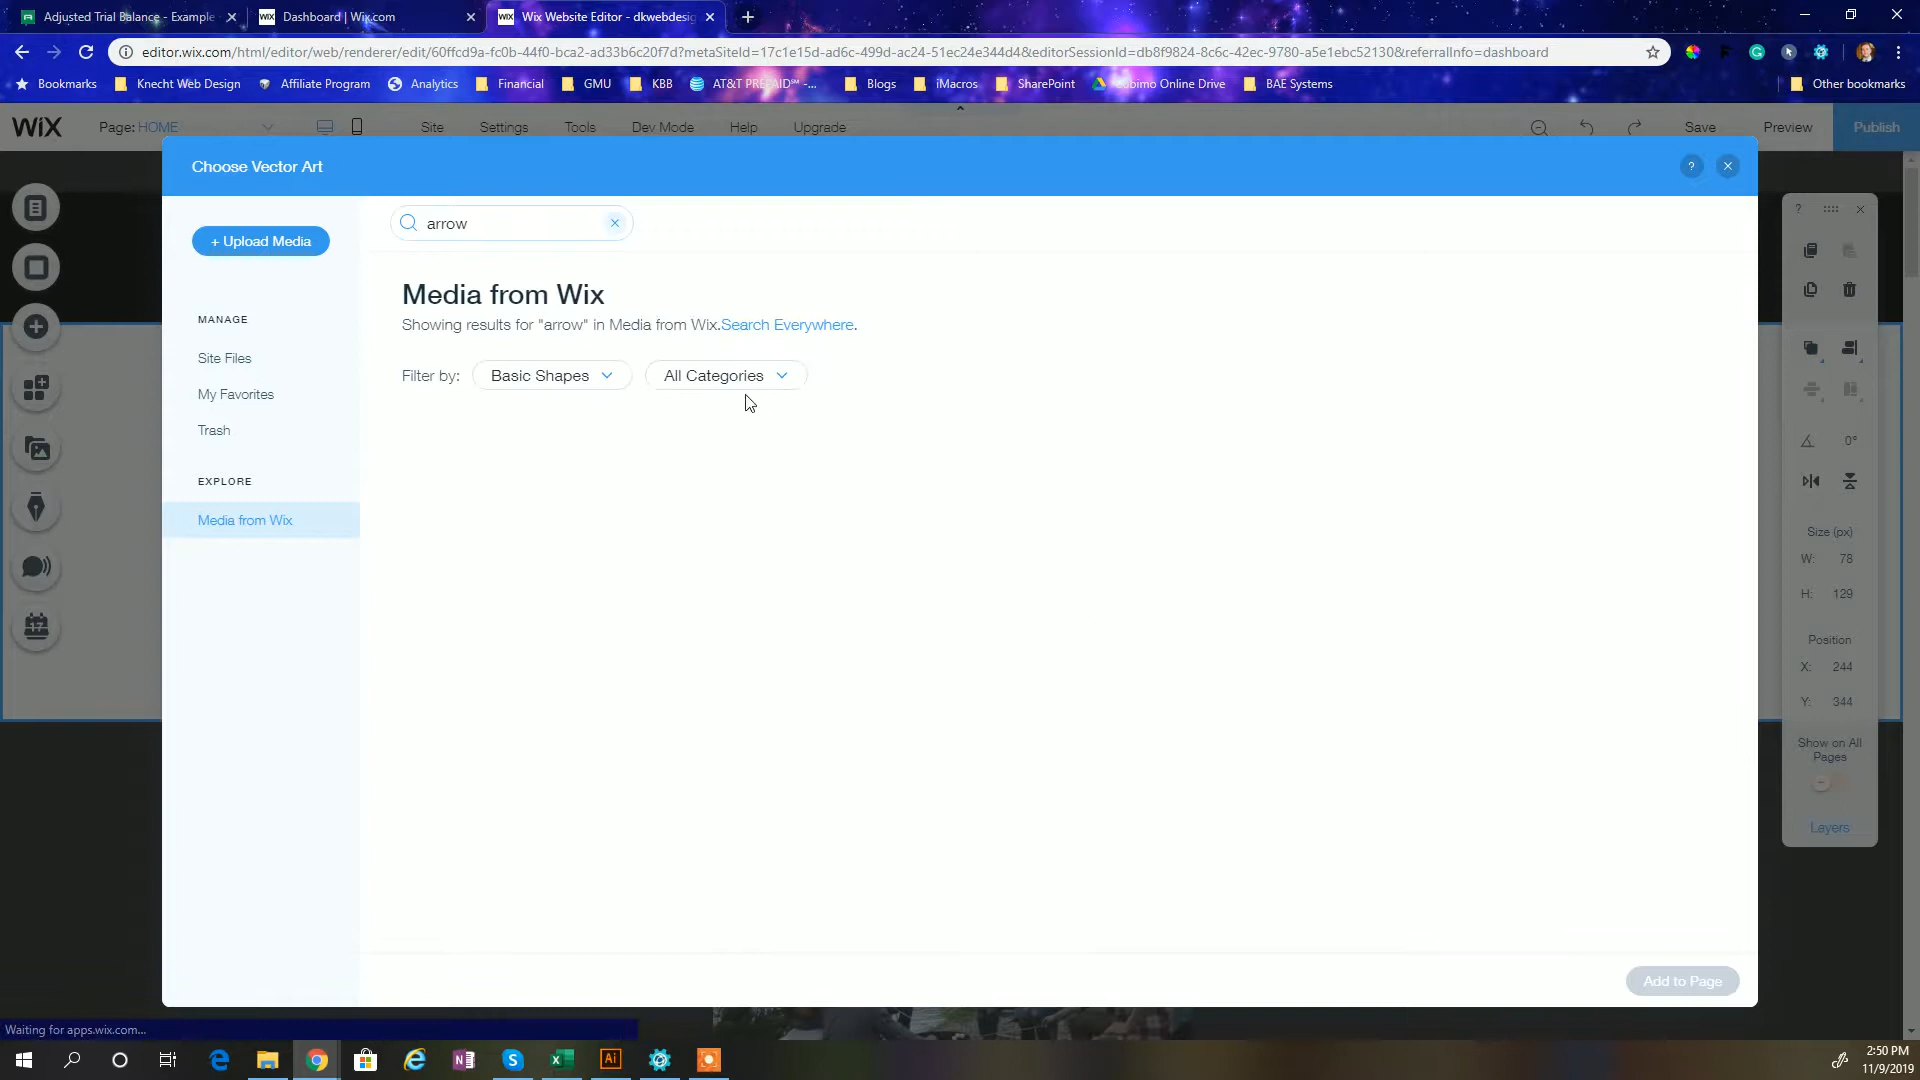 Adjusted Trial Balance - Example
Dashboard | Wix.com
Wix Website Editor - dkwebdesig
editor.wix.com/html/editor/web/renderer/edit/60ffcd9a-fc0b-44f0-bca2-ad33b6c20f7d?metaSiteId=17c1e15d-ad6c-499d-ac24-51ec24e344d4&editorSessionId=db8f9824-8c6c-42ec-9780-a5e1ebc52130&referralInfo=dashboard
Bookmarks Knecht Web Design Affiliate Program Analytics Financial GMU KBB AT&T PREPAID℠ -... Blogs iMacros SharePoint Online Drive BAE Systems Other bookmarks
WiX Page: HOME Site Settings Tools Dev Mode Help Upgrade Save Preview Publish
Choose Vector Art
?
arrow
+ Upload Media
Media from Wix
Showing results for "arrow" in Media from Wix.Search Everywhere.
Filter by: Basic Shapes All Categories
MANAGE
Site Files
My Favorites
Trash
EXPLORE
Media from Wix
?
0°
Size (px)
W: 78
H: 129
Position
X: 244
Y: 344
Show on All
Pages
Layers
Add to Page
Waiting for apps.wix.com...
2:50 PM
11/9/2019